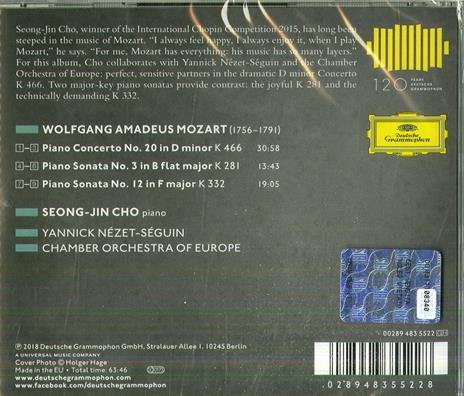 Seong-Jin Cho, winner of the International Chopin Competition 2015, has long been
steeped in the music of Mozart. “I always feel happy, I always enjoy it, when I play
Mozart,” he says. “For me, Mozart has everything: his music has so many layers.”
For this album, Cho collaborates with Yannick Nézet-Séguin and the Chamber
Orchestra of Europe: perfect, sensitive partners in the dramatic D minor Concerto
K 466. Two major-key piano sonatas provide contrast: the joyful K 281 and the
technically demanding K 332.
120 YEARS
DEUTSCHE
GRAMMOPHON
Deutsche
Grammophon
WOLFGANG AMADEUS MOZART (1756–1791)
1–3 Piano Concerto No. 20 in D minor K 466 30:58
4–6 Piano Sonata No. 3 in B flat major K 281 13:43
7–9 Piano Sonata No. 12 in F major K 332 19:05
SEONG-JIN CHO piano
YANNICK NÉZET-SÉGUIN
CHAMBER ORCHESTRA OF EUROPE
08340
00289 483 5522
℗ 2018 Deutsche Grammophon GmbH, Stralauer Allee 1, 10245 Berlin
A UNIVERSAL MUSIC COMPANY
Cover Photo © Holger Hage
Made in the EU • Total time: 63:46
www.deutschegrammophon.com
www.facebook.com/deutschegrammophon
0 28948 35522 8